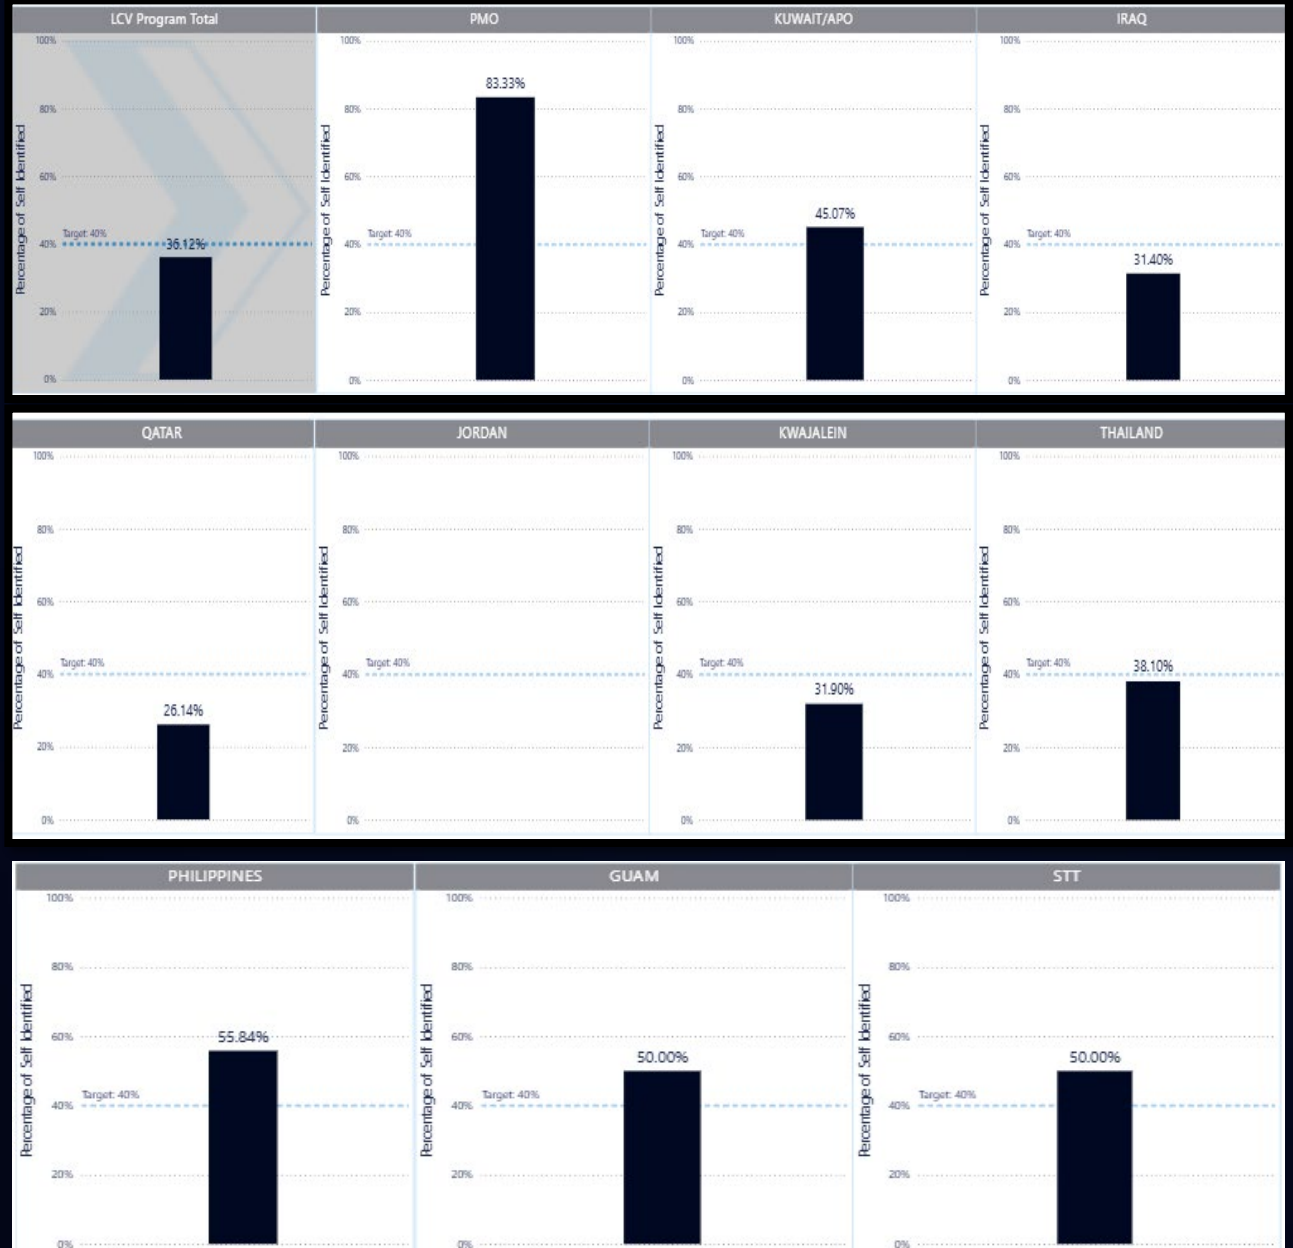 LCV Program Total
Percentage of Self Identified
100%
80%
60%
Target: 40%
40%
36.12%
20%
0%
PMO
Percentage of Self Identified
100%
83.33%
80%
60%
Target: 40%
40%
20%
0%
KUWAIT/APO
Percentage of Self Identified
100%
80%
60%
45.07%
Target: 40%
40%
20%
0%
IRAQ
Percentage of Self Identified
100%
80%
60%
Target: 40%
40%
31.40%
20%
0%
QATAR
Percentage of Self Identified
100%
80%
60%
Target: 40%
40%
26.14%
20%
0%
JORDAN
Percentage of Self Identified
100%
80%
60%
Target: 40%
40%
20%
0%
KWAJALEIN
Percentage of Self Identified
100%
80%
60%
Target: 40%
40%
31.90%
20%
0%
THAILAND
Percentage of Self Identified
100%
80%
60%
Target: 40%
38.10%
40%
20%
0%
PHILIPPINES
Percentage of Self Identified
100%
80%
60%
55.84%
Target: 40%
40%
20%
0%
GUAM
Percentage of Self Identified
100%
80%
60%
50.00%
Target: 40%
40%
20%
0%
STT
Percentage of Self Identified
100%
80%
60%
50.00%
Target: 40%
40%
20%
0%